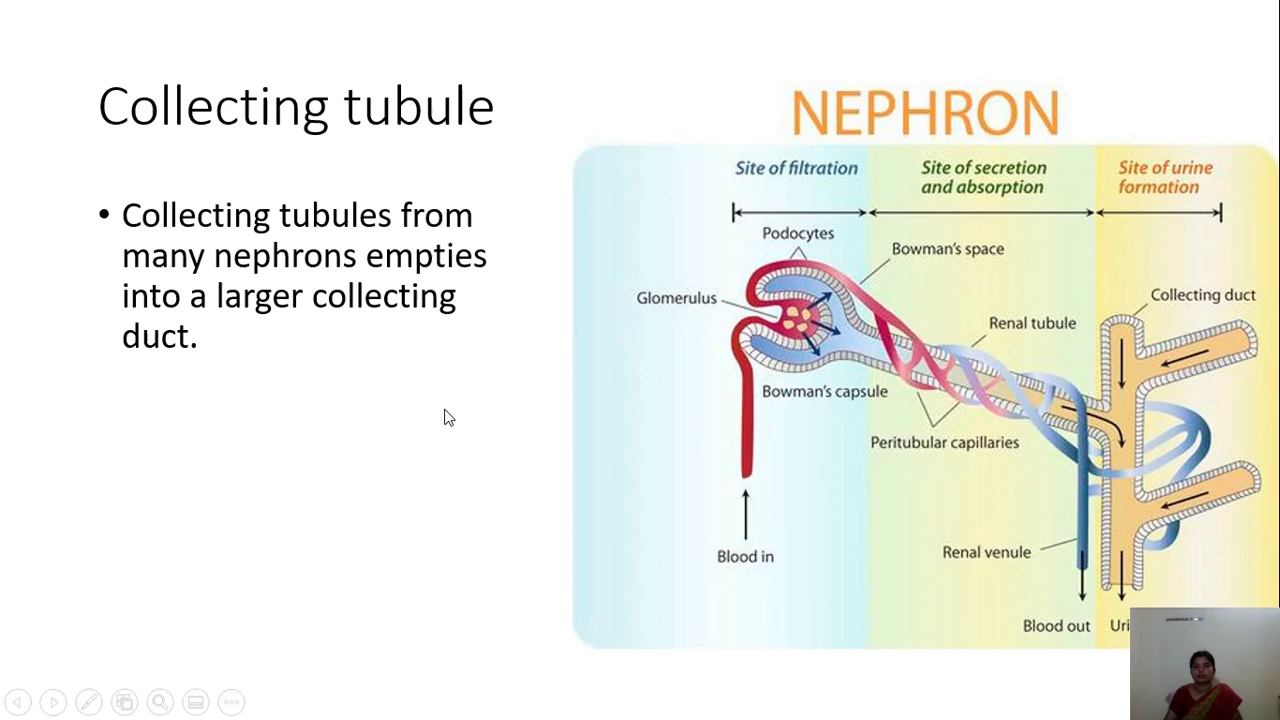 Collecting tubule
• Collecting tubules from
many nephrons empties
into a larger collecting
duct.
NEPHRON
Site of filtration
Site of secretion
and absorption
Site of urine
formation
Podocytes
Bowman's space
Glomerulus
Collecting duct
Renal tubule
Bowman's capsule
Peritubular capillaries
Blood in
Renal venule
Blood out
Uri